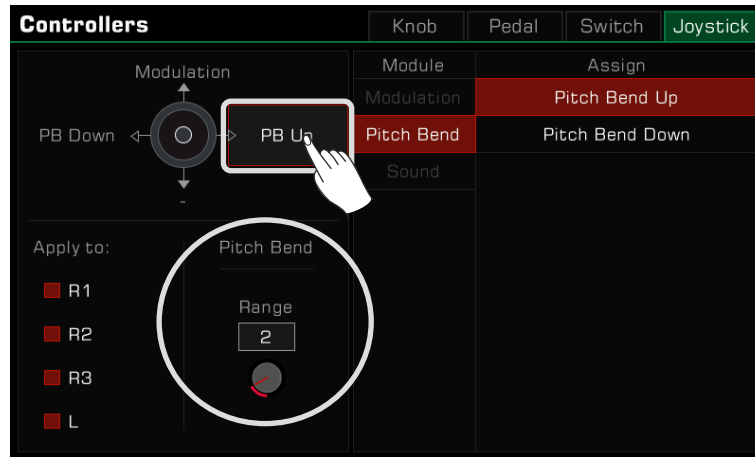 Controllers
Knob
Pedal
Switch
Joystick
Modulation
PB Down
PB Up
-
Module
Assign
Modulation
Pitch Bend Up
Pitch Bend
Pitch Bend Down
Sound
Apply to:
R1
R2
R3
L
Pitch Bend
Range
2